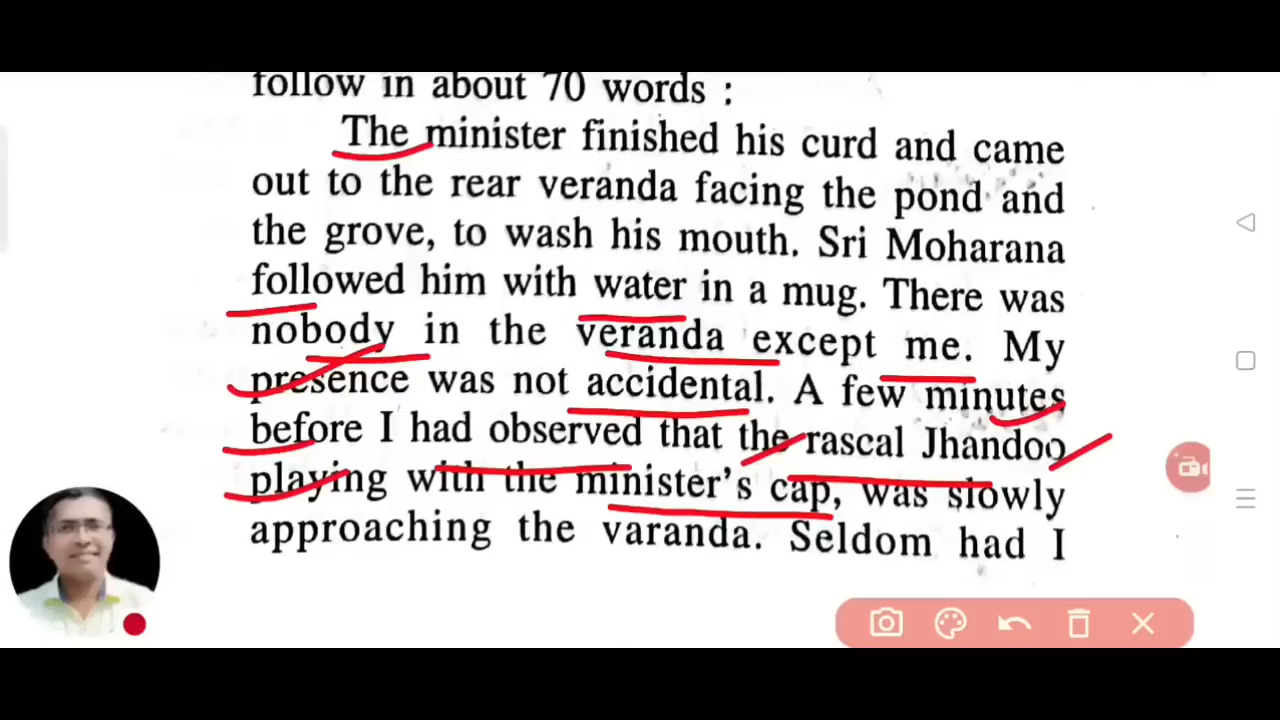 follow in about 70 words :
The minister finished his curd and came
out to the rear veranda facing the pond and
the grove, to wash his mouth. Sri Moharana
followed him with water in a mug. There was
nobody in the veranda except me. My
presence was not accidental. A few minutes
before I had observed that the rascal Jhandoo
playing with the minister's cap, was slowly
approaching the varanda. Seldom had I